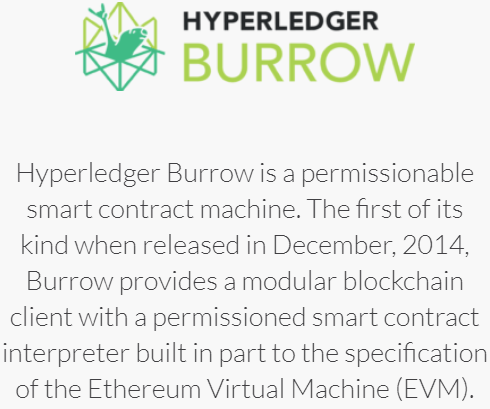 HYPERLEDGER
BURROW
Hyperledger Burrow is a permissionable
smart contract machine. The first of its
kind when released in December, 2014,
Burrow provides a modular blockchain
client with a permissioned smart contract
interpreter built in part to the specification
of the Ethereum Virtual Machine (EVM).